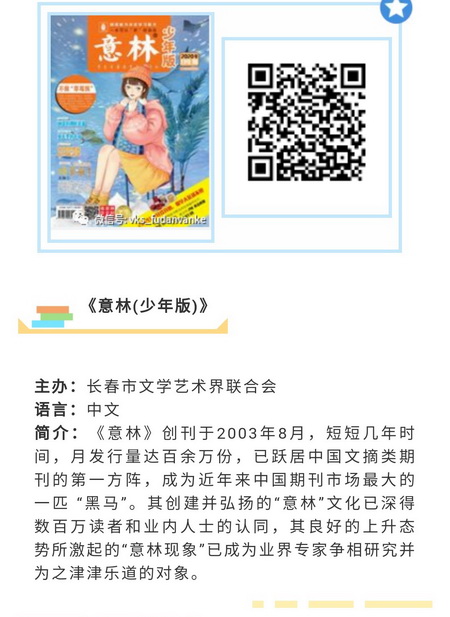 意林
少年版
微信号: vks_fudanvanke
《意林(少年版)》
主办：长春市文学艺术界联合会
语言：中文
简介：《意林》创刊于2003年8月，短短几年时
间，月发行量达百余万份，已跃居中国文摘类期
刊的第一方阵，成为近年来中国期刊市场最大的
一匹 “黑马”。其创建并弘扬的“意林”文化已深得
数百万读者和业内人士的认同，其良好的上升态
势所激起的“意林现象”已成为业界专家争相研究并
为之津津乐道的对象。